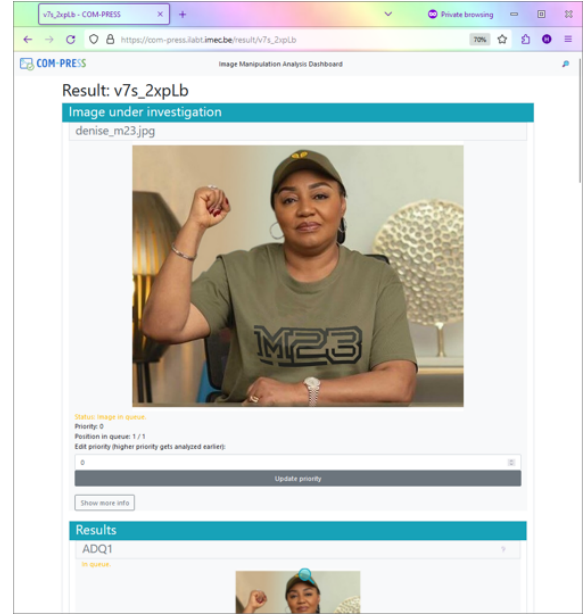 v7s_2xpLb - COM-PRESS
Private browsing
https://com-press.ilabt.imec.be/result/v7s_2xpLb
70%
COM-PRESS
Image Manipulation Analysis Dashboard
Result: v7s_2xpLb
Image under investigation
denise_m23.jpg
M23
Status: Image in queue.
Priority: 0
Position in queue: 1 / 1
Edit priority (higher priority gets analyzed earlier):
0
Update priority
Show more info
Results
ADQ1
In queue.